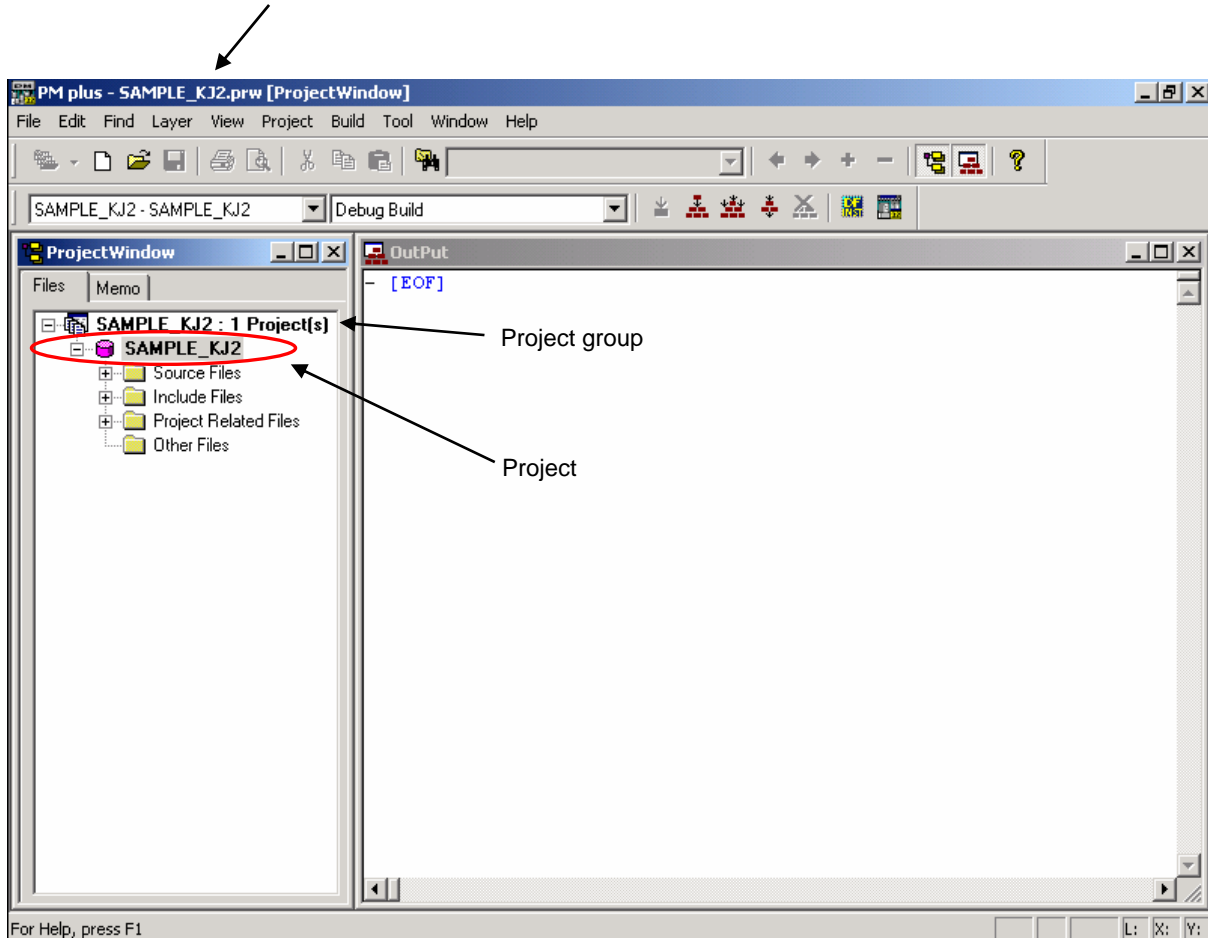 PM plus - SAMPLE_KJ2.prw [ProjectWindow]
File Edit Find Layer View Project Build Tool Window Help
SAMPLE_KJ2 - SAMPLE_KJ2 Debug Build
ProjectWindow
OutPut
Files Memo
[EOF]
SAMPLE_KJ2 : 1 Project(s)
Project group
SAMPLE_KJ2
Source Files
Include Files
Project Related Files
Other Files
Project
For Help, press F1
L: X: Y: